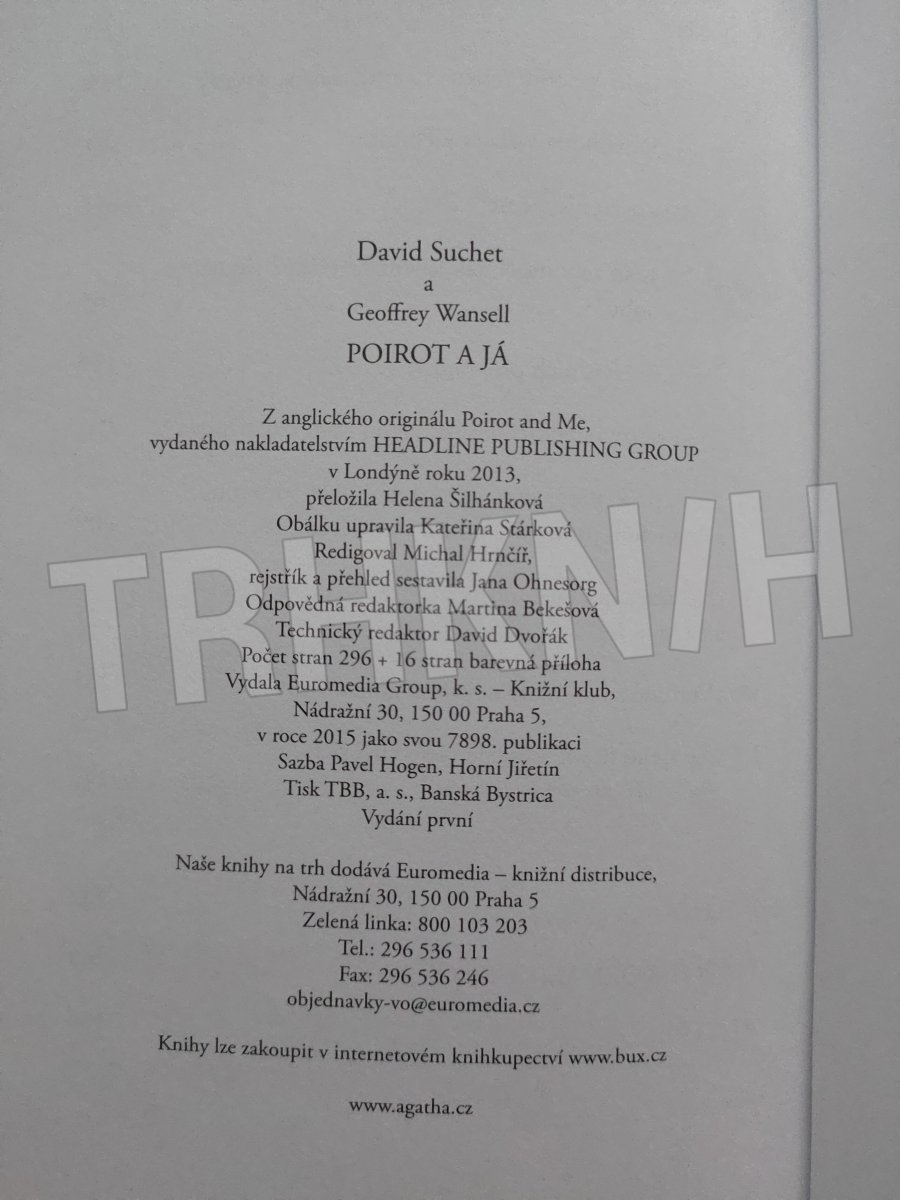 David Suchet
a
Geoffrey Wansell
POIROT A JÁ
Z anglického originálu Poirot and Me,
vydaného nakladatelstvím HEADLINE PUBLISHING GROUP
v Londýně roku 2013,
přeložila Helena Šilhánková
Obálku upravila Kateřina Stárková
Redigoval Michal Hrnčíř,
rejstřík a přehled sestavila Jana Ohnesorg
Odpovědná redaktorka Martina Bekešová
Technický redaktor David Dvořák
Počet stran 296 + 16 stran barevná příloha
Vydala Euromedia Group, k. s. – Knižní klub,
Nádražní 30, 150 00 Praha 5,
v roce 2015 jako svou 7898. publikaci
Sazba Pavel Hogen, Horní Jiřetín
Tisk TBB, a. s., Banská Bystrica
Vydání první
Naše knihy na trh dodává Euromedia – knižní distribuce,
Nádražní 30, 150 00 Praha 5
Zelená linka: 800 103 203
Tel.: 296 536 111
Fax: 296 536 246
objednavky-vo@euromedia.cz
Knihy lze zakoupit v internetovém knihkupectví www.bux.cz
www.agatha.cz
TRHKNIH